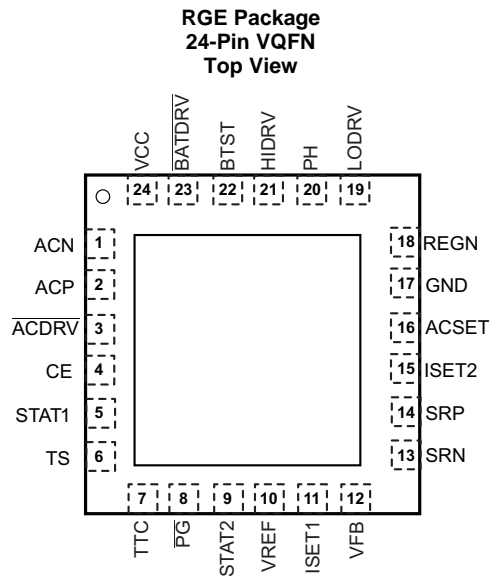 RGE Package
24-Pin VQFN
Top View
VCC
BATDRV
BTST
HIDRV
PH
LODRV
24 23 22 21 20 19
ACN 1
ACP 2
ACDRV 3
CE 4
STAT1 5
TS 6
18 REGN
17 GND
16 ACSET
15 ISET2
14 SRP
13 SRN
7 8 9 10 11 12
TTC
PG
STAT2
VREF
ISET1
VFB